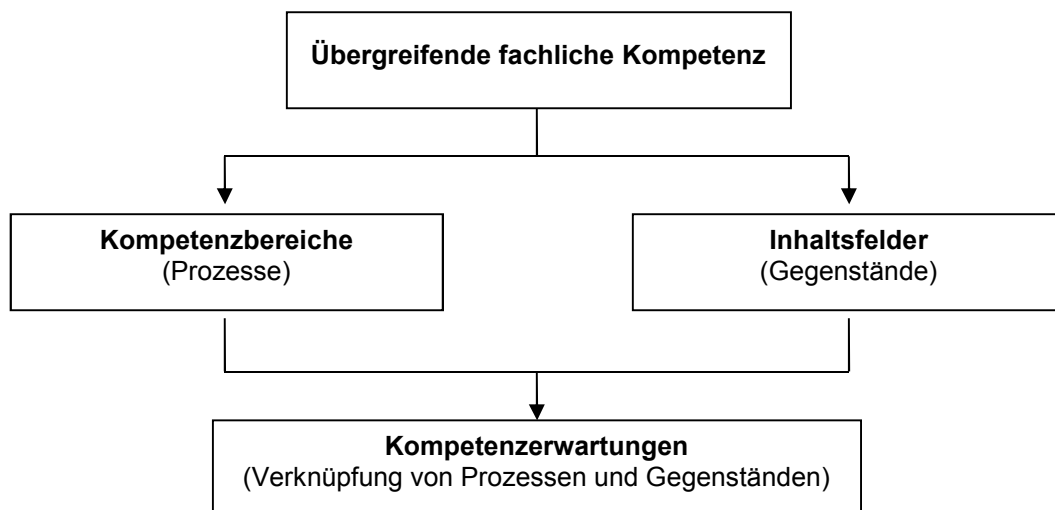 Übergreifende fachliche Kompetenz
Kompetenzbereiche
(Prozesse)
Inhaltsfelder
(Gegenstände)
Kompetenzerwartungen
(Verknüpfung von Prozessen und Gegenständen)